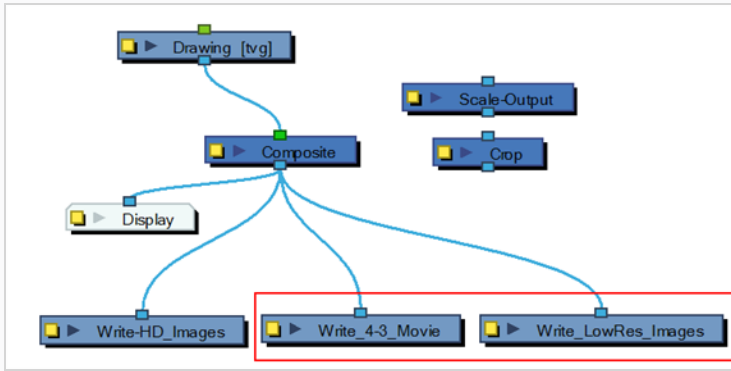 Drawing [tvg]
Scale-Output
Composite
Crop
Display
Write-HD_Images
Write_4-3_Movie
Write_LowRes_Images